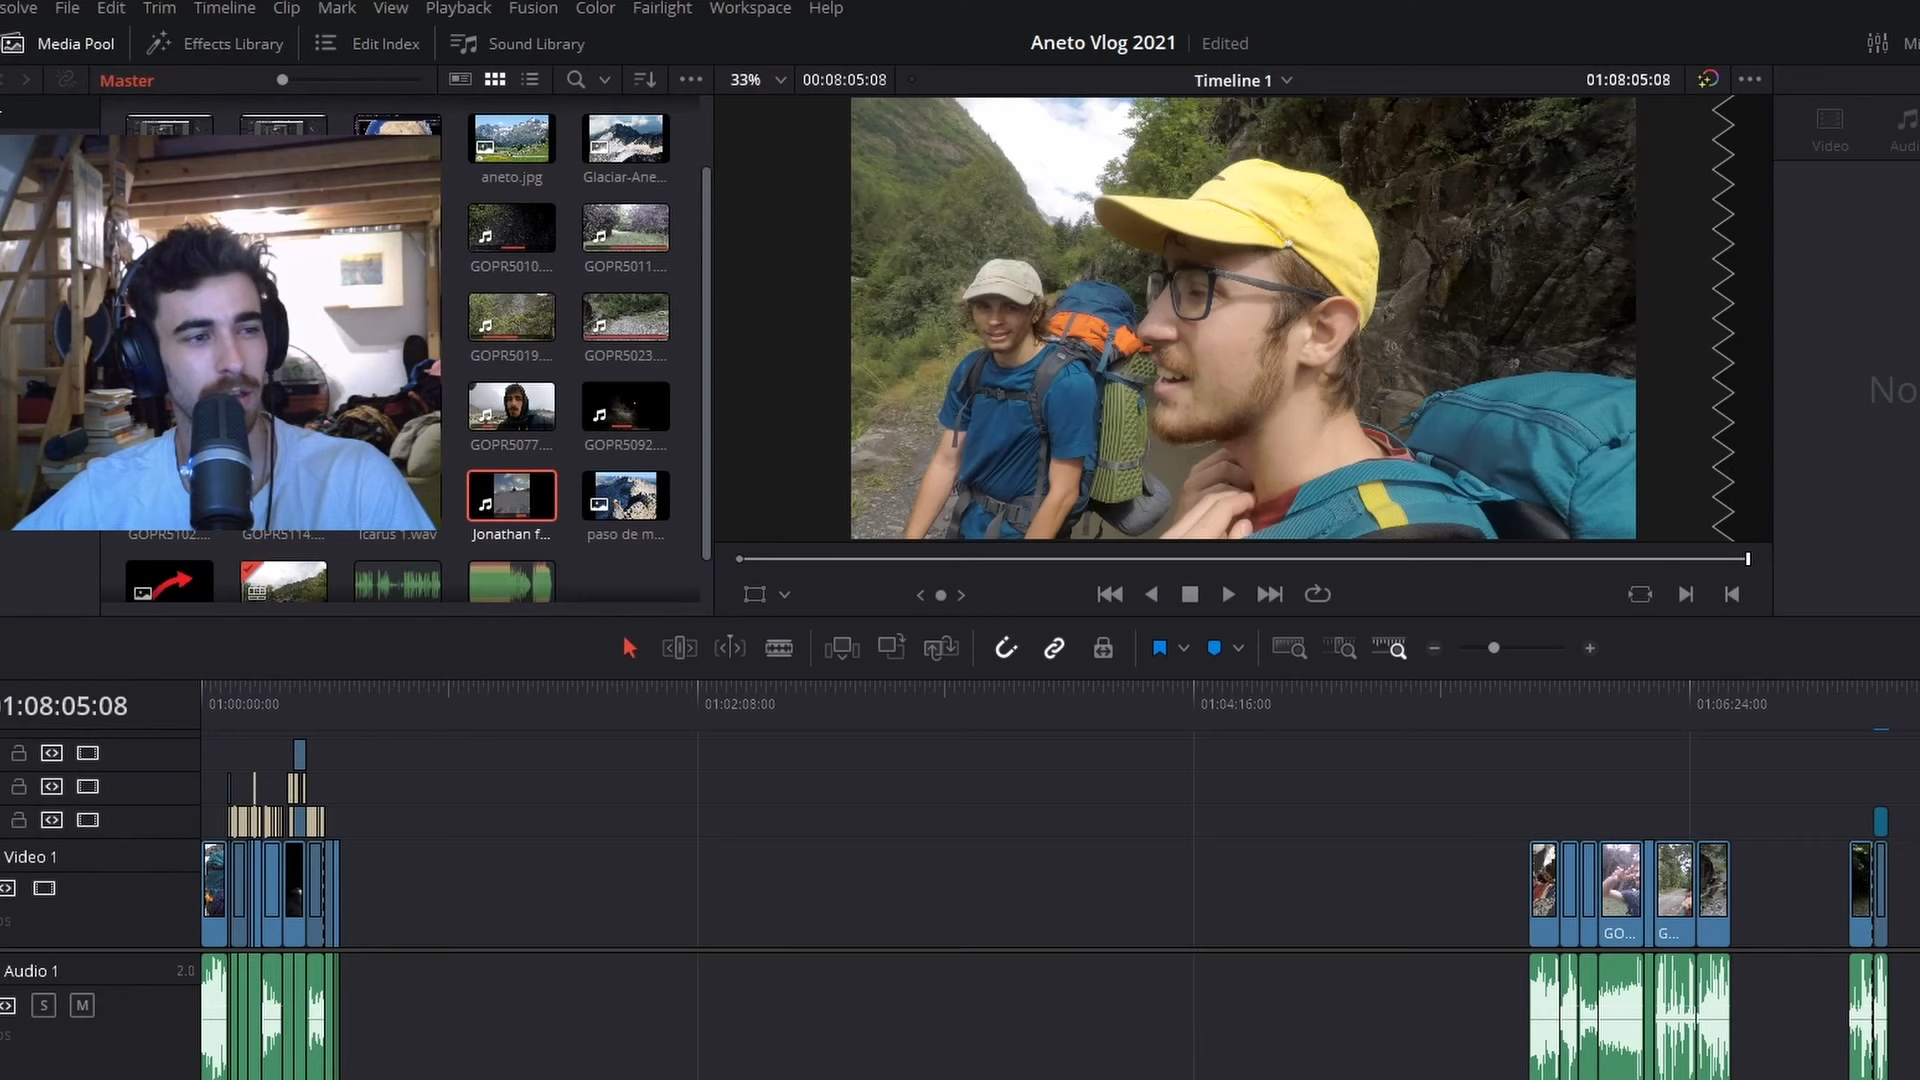 solve File Edit Trim Timeline Clip Mark View Playback Fusion Color Fairlight Workspace Help
Media Pool Effects Library Edit Index Sound Library Aneto Vlog 2021 Edited Mi
Master 33% 00:08:05:08 Timeline 1 01:08:05:08
Video Audi
aneto.jpg Glaciar-Ane...
GOPR5010.... GOPR5011....
GOPR5019.... GOPR5023....
No
GOPR5077.... GOPR5092....
GOPR5102.... GOPR5114.... Icarus 1.wav Jonathan f... paso de m...
1:08:05:08 01:00:00:00 01:02:08:00 01:04:16:00 01:06:24:00
Video 1
GO... G...
Audio 1 2.0
S M